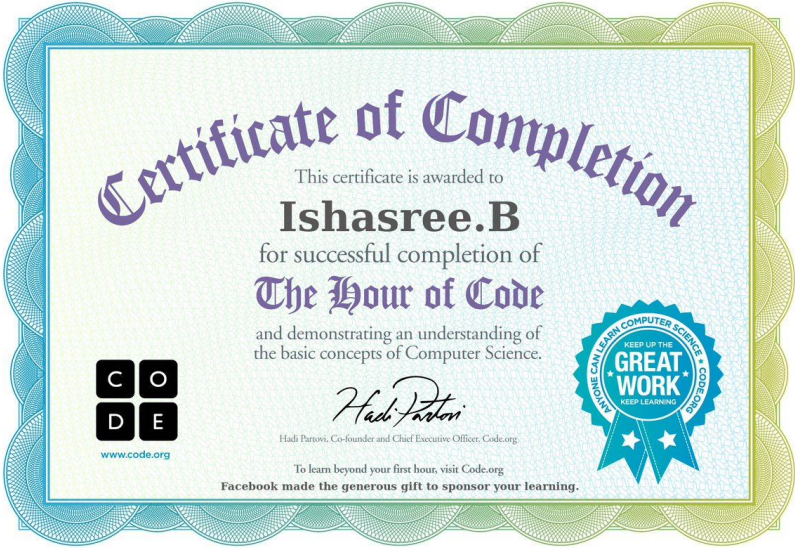 Certificate of Completion
This certificate is awarded to
Ishasree.B
for successful completion of
The Hour of Code
and demonstrating an understanding of
the basic concepts of Computer Science.
C O
D E
www.code.org
Hadi Partovi
Hadi Partovi, Co-founder and Chief Executive Officer, Code.org
To learn beyond your first hour, visit Code.org
Facebook made the generous gift to sponsor your learning.
ANYONE CAN LEARN COMPUTER SCIENCE • CODE.ORG
KEEP UP THE
GREAT
WORK
KEEP LEARNING